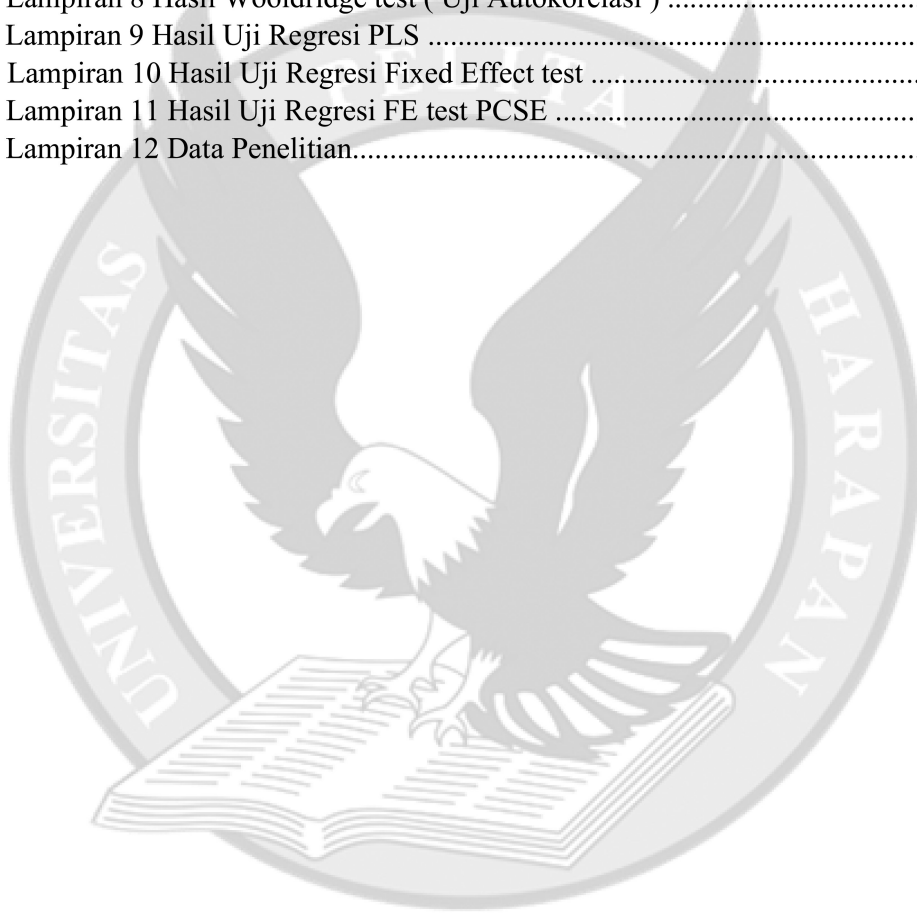 Lampiran 8 Hasil Wooldridge test ( Uji Autokorelasi ) ..............................
Lampiran 9 Hasil Uji Regresi PLS ..........................................................
Lampiran 10 Hasil Uji Regresi Fixed Effect test .......................................
Lampiran 11 Hasil Uji Regresi FE test PCSE ...........................................
Lampiran 12 Data Penelitian.................................................................
UNIVERSITAS PELITA HARAPAN